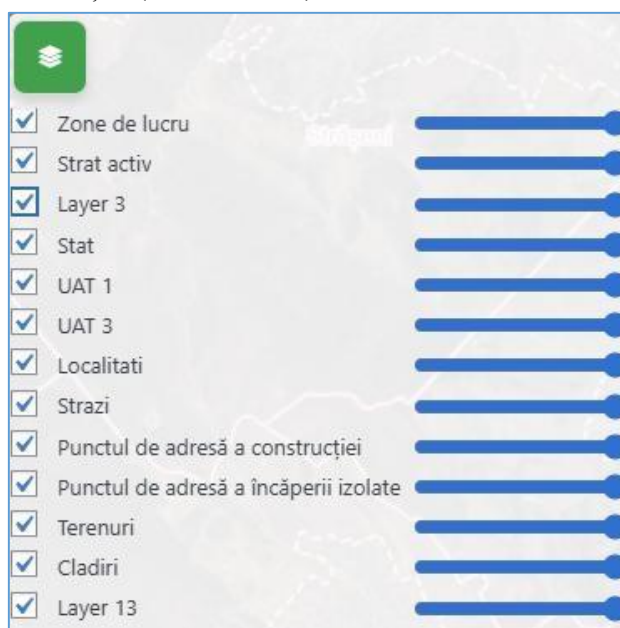 Zone de lucru
Strat activ
Layer 3
Stat
UAT 1
UAT 3
Localitati
Strazi
Punctul de adresă a construcției
Punctul de adresă a încăperii izolate
Terenuri
Cladiri
Layer 13